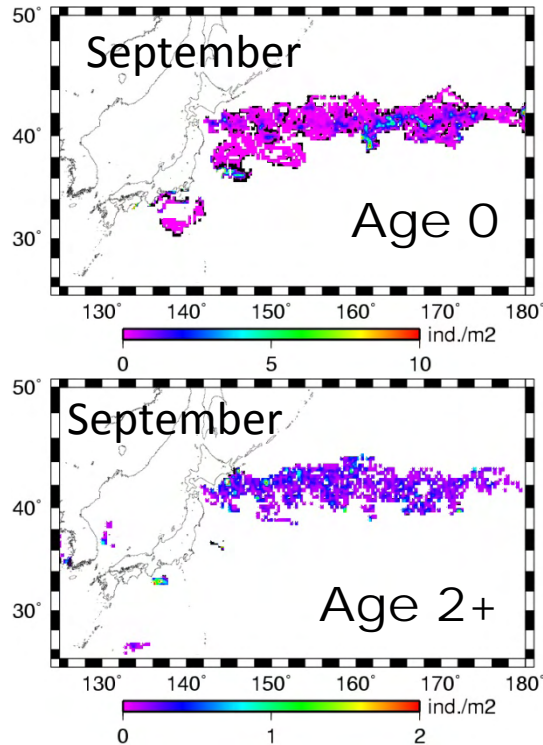 50˚
September
40˚
30˚
Age 0
130˚ 140˚ 150˚ 160˚ 170˚ 180˚
ind./m2
0 5 10
50˚
September
40˚
30˚
Age 2+
130˚ 140˚ 150˚ 160˚ 170˚ 180˚
ind./m2
0 1 2